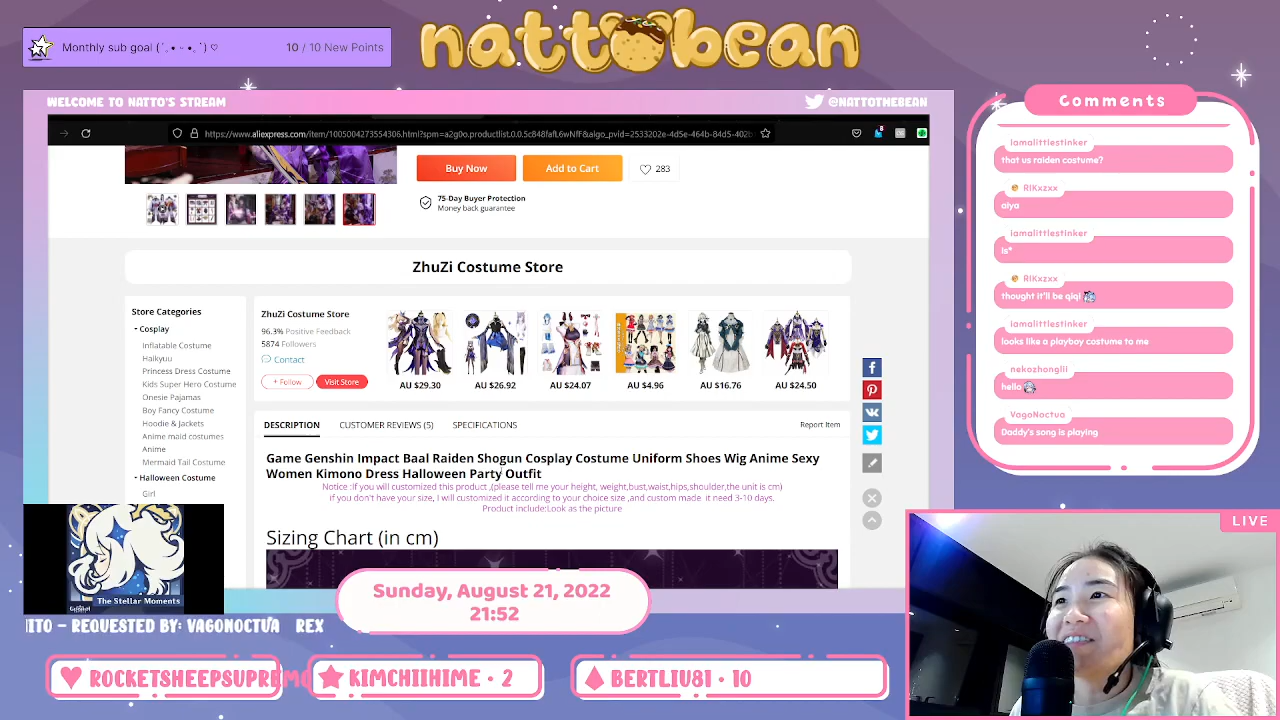 Monthly sub goal (´｡• ᵕ •｡`) ♡ 10 / 10 New Points
natt bean
WELCOME TO NATTO'S STREAM
@NATTOTHEBEAN
https://www.aliexpress.com/item/1005004273554306.html?spm=a2g0o.productlist.0.0.5c848fafL6wNfF&algo_pvid=2533202e-4d5e-464b-84d5-402b
Buy Now
Add to Cart
283
75-Day Buyer Protection
Money back guarantee
ZhuZi Costume Store
Store Categories
Cosplay
Inflatable Costume
Haikyuu
Princess Dress Costume
Kids Super Hero Costume
Onesie Pajamas
Boy Fancy Costume
Hoodie & Jackets
Anime maid costumes
Anime
Mermaid Tail Costume
Halloween Costume
Girl
ZhuZi Costume Store
96.3% Positive Feedback
5874 Followers
Contact
+ Follow
Visit Store
AU $29.30
AU $26.92
AU $24.07
AU $4.96
AU $16.76
AU $24.50
DESCRIPTION
CUSTOMER REVIEWS (5)
SPECIFICATIONS
Report Item
Game Genshin Impact Baal Raiden Shogun Cosplay Costume Uniform Shoes Wig Anime Sexy
Women Kimono Dress Halloween Party Outfit
Notice :If you will customized this product ,(please tell me your height, weight,bust,waist,hips,shoulder,the unit is cm)
if you don't have your size, I will customized it according to your choice size ,and custom made it need 3-10 days.
Product include:Look as the picture
Sizing Chart (in cm)
Comments
iamalittlestinker
that us raiden costume?
RIKxzxx
aiya
iamalittlestinker
is*
RIKxzxx
thought it'll be qiqi
iamalittlestinker
looks like a playboy costume to me
nekozhonglii
hello
VagoNoctua
Daddy's song is playing
Genshin
The Stellar Moments
ITO - REQUESTED BY: VAGONOCTUA REX
Sunday, August 21, 2022
21:52
LIVE
ROCKETSHEEPSUPREMO
KIMCHIIHIME • 2
BERTLIU81 • 10